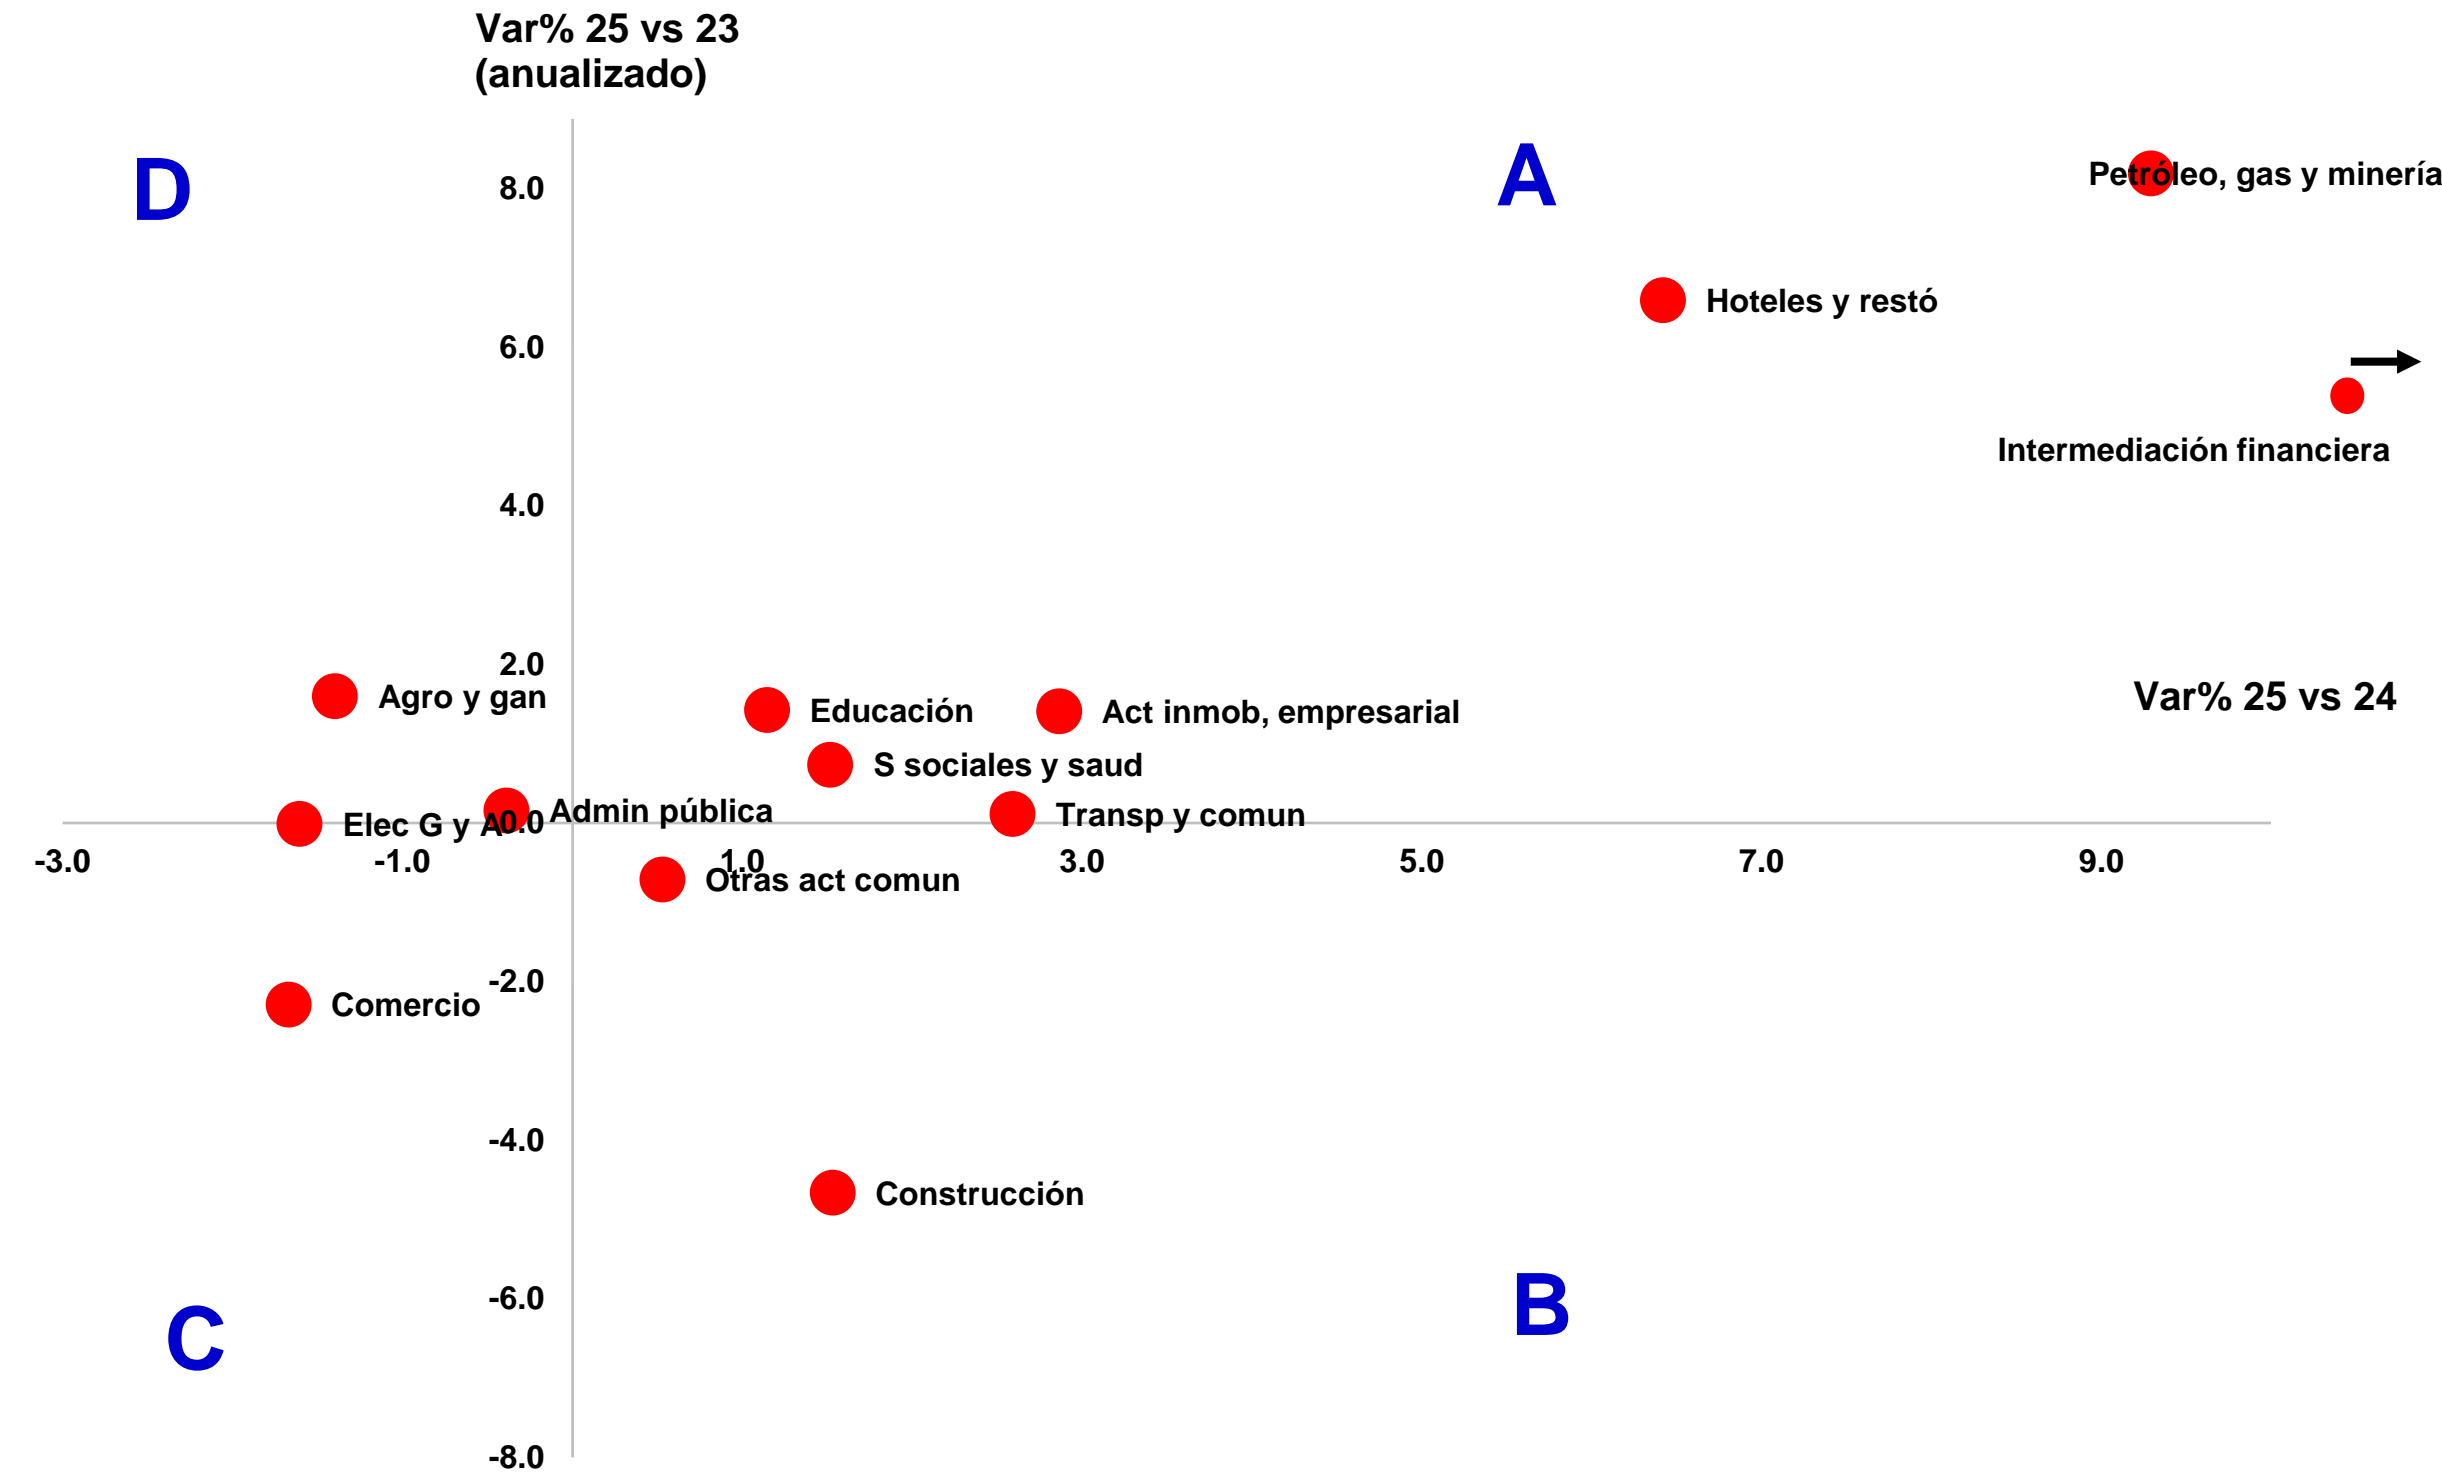 Var% 25 vs 23
(anualizado)
D
A
8.0
Petróleo, gas y minería
Hoteles y restó
6.0
Intermediación financiera
4.0
2.0
Agro y gan
Educación
Act inmob, empresarial
Var% 25 vs 24
S sociales y saud
Elec G y A
0.0
Admin pública
Transp y comun
-3.0
-1.0
1.0
3.0
5.0
7.0
9.0
Otras act comun
-2.0
Comercio
-4.0
Construcción
-6.0
B
C
-8.0